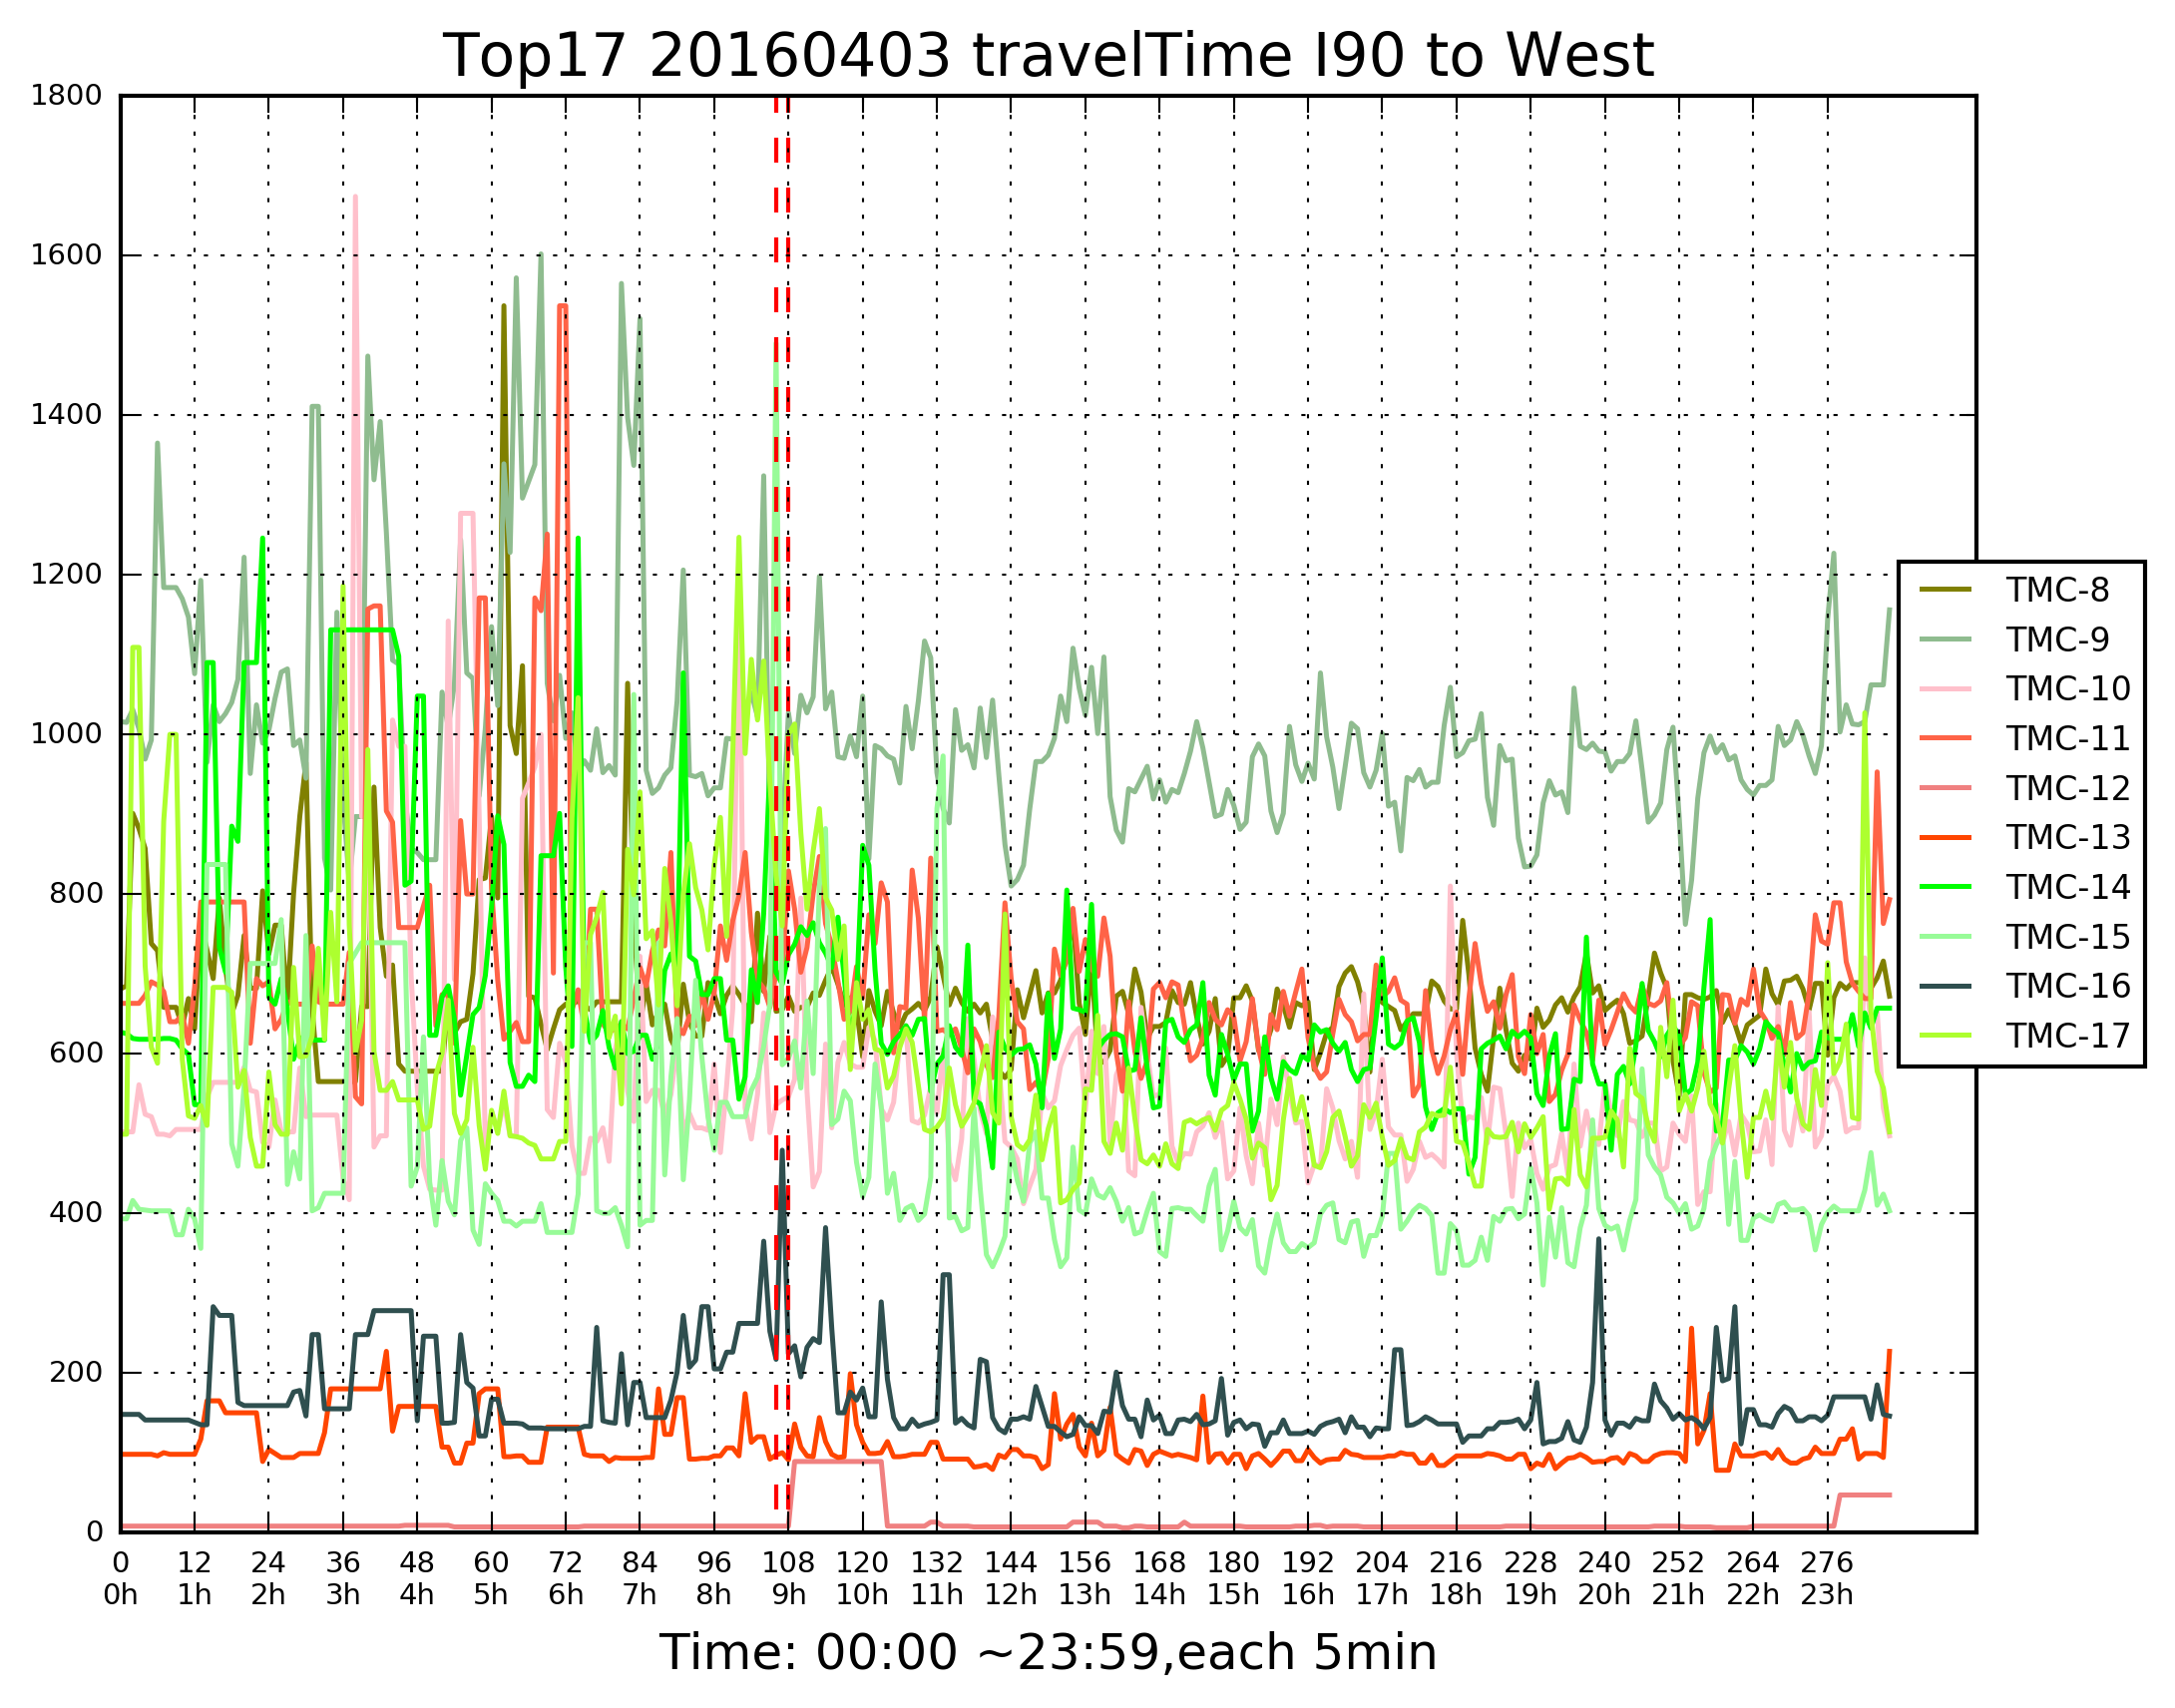 Top17 20160403 travelTime I90 to West
1800
1600
1400
1200
1000
800
600
400
200
0
TMC-8
TMC-9
TMC-10
TMC-11
TMC-12
TMC-13
TMC-14
TMC-15
TMC-16
TMC-17
0 12 24 36 48 60 72 84 96 108 120 132 144 156 168 180 192 204 216 228 240 252 264 276
0h 1h 2h 3h 4h 5h 6h 7h 8h 9h 10h 11h 12h 13h 14h 15h 16h 17h 18h 19h 20h 21h 22h 23h
Time: 00:00 ~23:59,each 5min